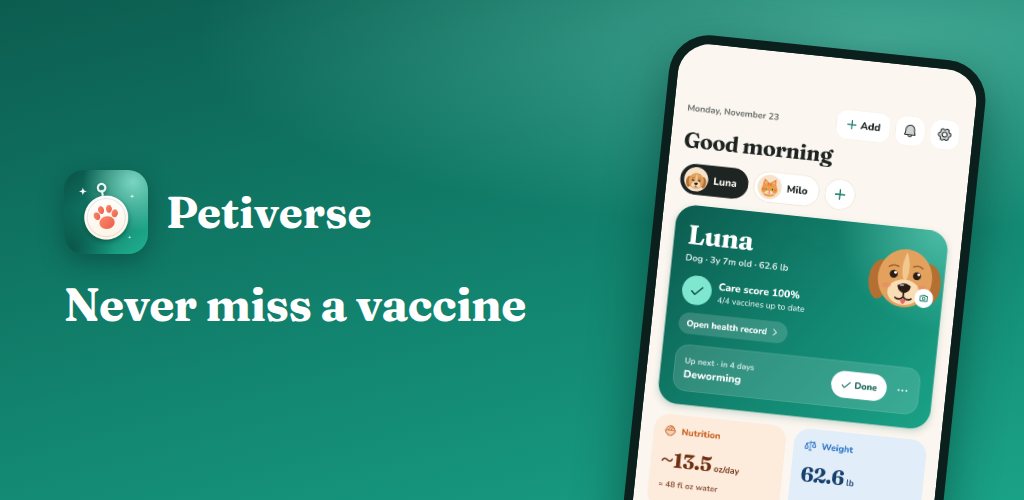 Petiverse
Never miss a vaccine
Monday, November 23
+ Add
Good morning
Luna
Milo
+
Luna
Dog · 3y 7m old · 62.6 lb
Care score 100%
4/4 vaccines up to date
Open health record >
Up next · in 4 days
Deworming
✓ Done
...
Nutrition
~13.5 oz/day
≈ 48 fl oz water
Weight
62.6 lb